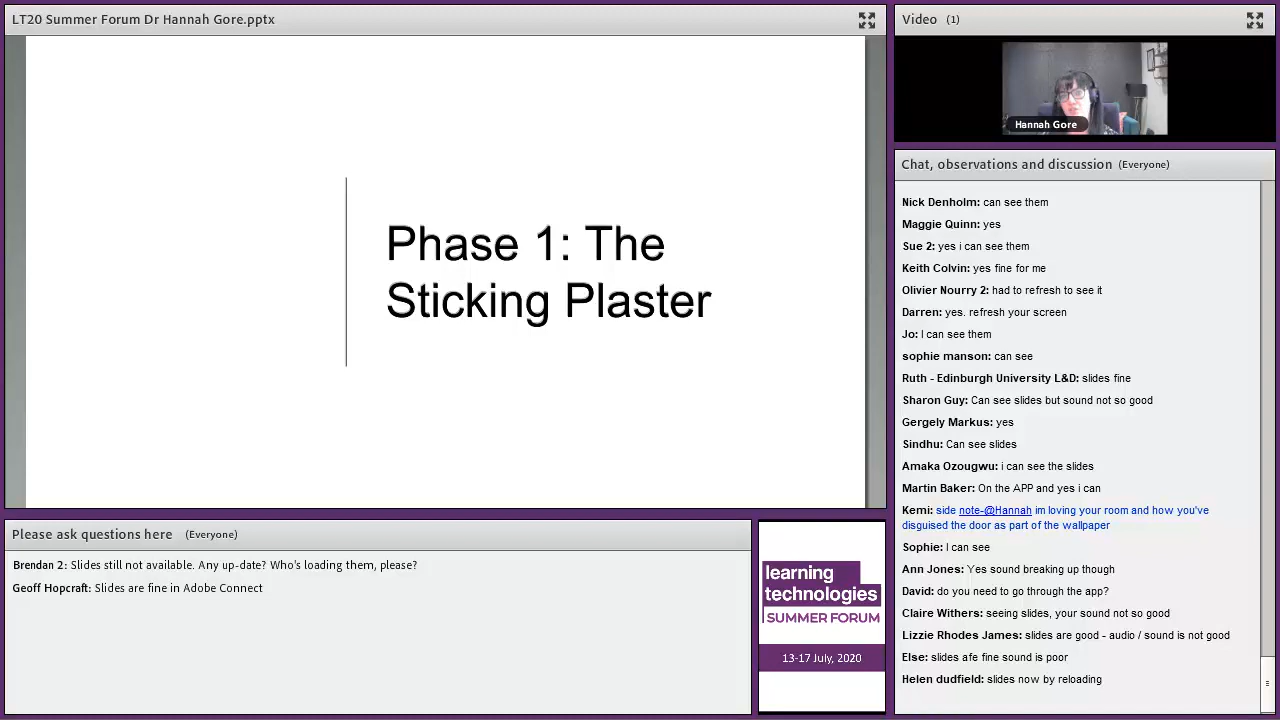 LT20 Summer Forum Dr Hannah Gore.pptx
Phase 1: The
Sticking Plaster
Please ask questions here (Everyone)
Brendan 2: Slides still not available. Any up-date? Who's loading them, please?
Geoff Hopcraft: Slides are fine in Adobe Connect
learning
technologies
SUMMER FORUM
13-17 July, 2020
Video (1)
Hannah Gore
Chat, observations and discussion (Everyone)
Nick Denholm: can see them
Maggie Quinn: yes
Sue 2: yes i can see them
Keith Colvin: yes fine for me
Olivier Nourry 2: had to refresh to see it
Darren: yes. refresh your screen
Jo: I can see them
sophie manson: can see
Ruth - Edinburgh University L&D: slides fine
Sharon Guy: Can see slides but sound not so good
Gergely Markus: yes
Sindhu: Can see slides
Amaka Ozougwu: i can see the slides
Martin Baker: On the APP and yes i can
Kemi: side note-@Hannah im loving your room and how you've
disguised the door as part of the wallpaper
Sophie: I can see
Ann Jones: Yes sound breaking up though
David: do you need to go through the app?
Claire Withers: seeing slides, your sound not so good
Lizzie Rhodes James: slides are good - audio / sound is not good
Else: slides afe fine sound is poor
Helen dudfield: slides now by reloading